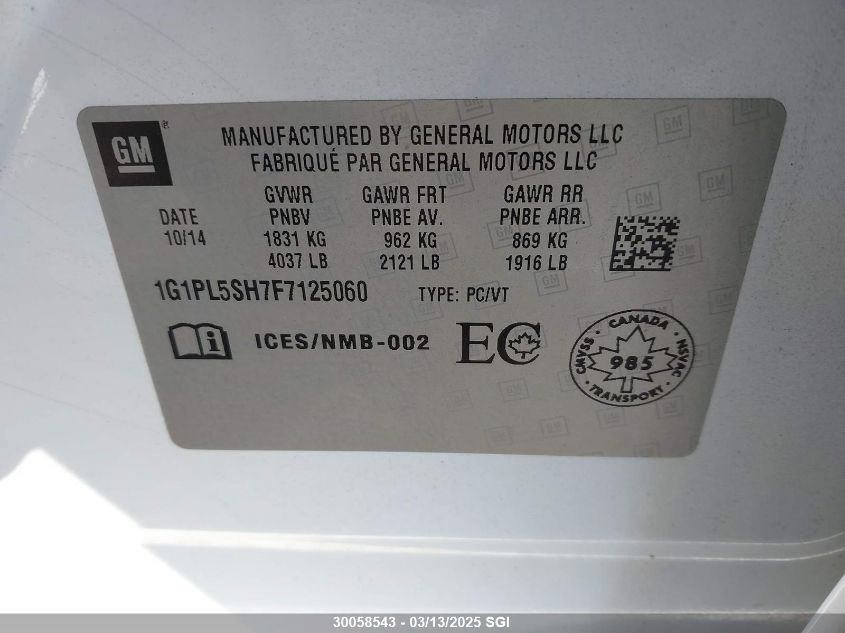 GM
MANUFACTURED BY GENERAL MOTORS LLC
FABRIQUÉ PAR GENERAL MOTORS LLC
GVWR GAWR FRT GAWR RR
DATE PNBV PNBE AV. PNBE ARR.
10/14 1831 KG 962 KG 869 KG
4037 LB 2121 LB 1916 LB
1G1PL5SH7F7125060 TYPE: PC/VT
ICES/NMB-002 EC
CANADA
CMVSS 985 NSVAC
TRANSPORT
30058543 - 03/13/2025 SGI